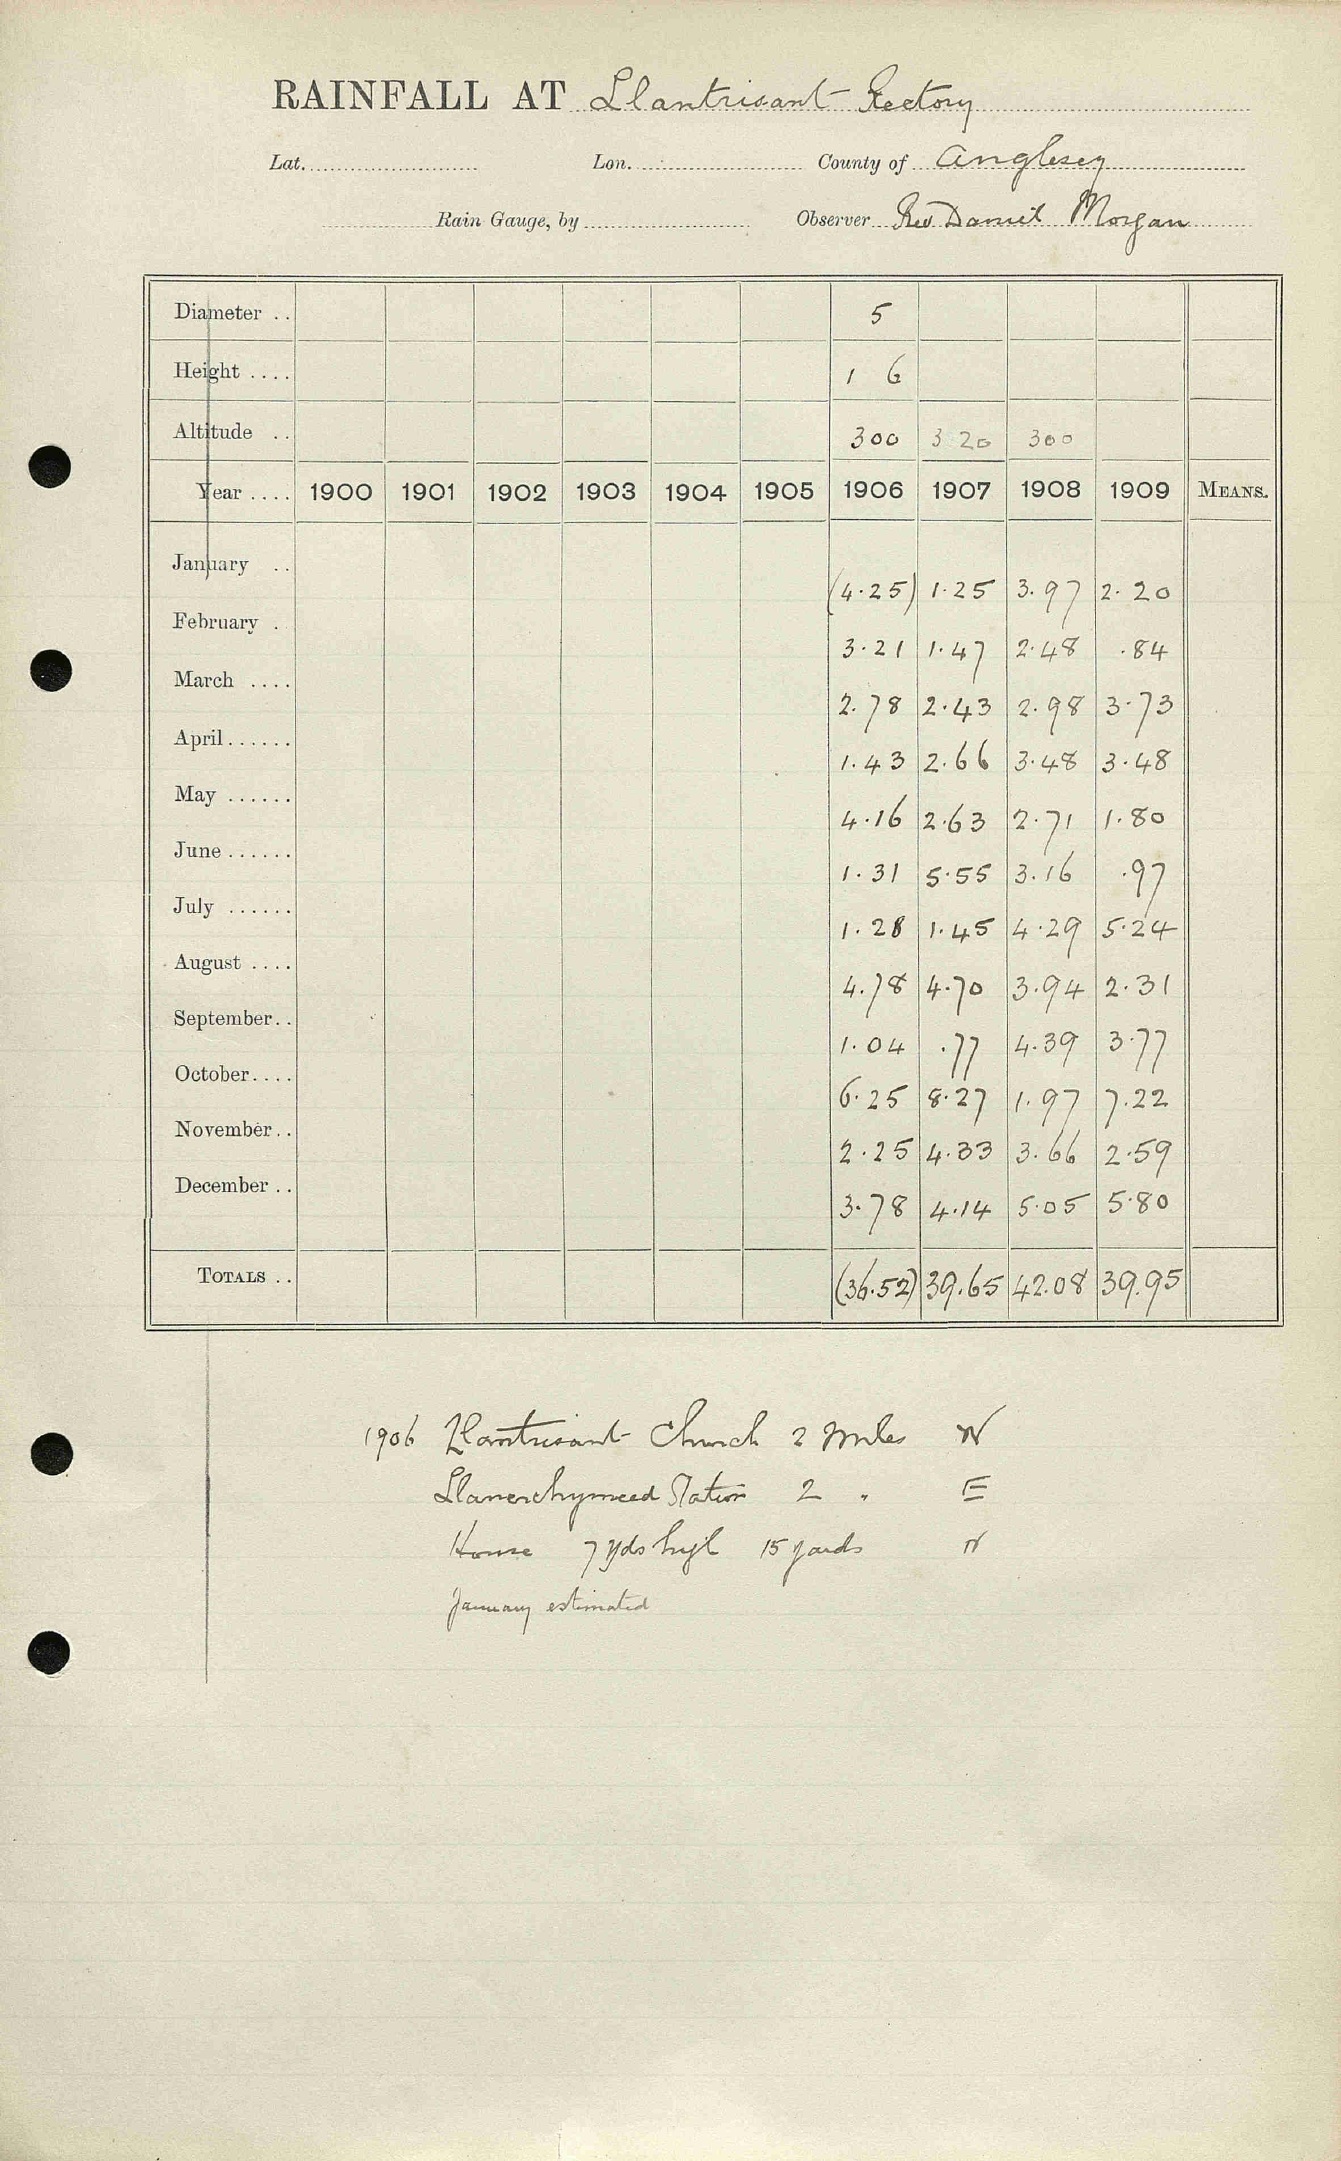 RAINFALL AT Llantrisant Rectory
Lat. Lon. County of Anglesey
Rain Gauge, by Observer Rev Daniel Morgan
Diameter .. 5
Height .... 1 6
Altitude .. 300 320 300
Year .... 1900 1901 1902 1903 1904 1905 1906 1907 1908 1909 MEANS.
January .. (4.25) 1.25 3.97 2.20
February . 3.21 1.47 2.48 .84
March .... 2.78 2.43 2.98 3.73
April...... 1.43 2.66 3.48 3.48
May ...... 4.16 2.63 2.71 1.80
June...... 1.31 5.55 3.16 .97
July ...... 1.28 1.45 4.29 5.24
August .... 4.78 4.70 3.94 2.31
September.. 1.04 .77 4.39 3.77
October.... 6.25 8.27 1.97 7.22
November.. 2.25 4.33 3.66 2.59
December .. 3.78 4.14 5.05 5.80
TOTALS .. (36.52) 39.65 42.08 39.95
1906 Llantrisant Church 2 miles W
Llanerchymedd Station 2 " E
House 7 yds high 15 yards N
January estimated